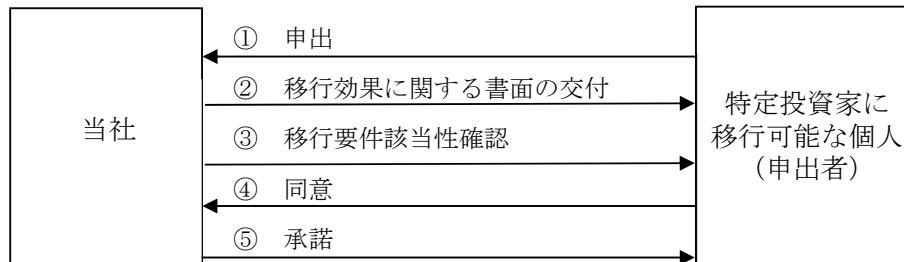 ① 申出
② 移行効果に関する書面の交付
③ 移行要件該当性確認
④ 同意
⑤ 承諾
当社
特定投資家に
移行可能な個人
（申出者）